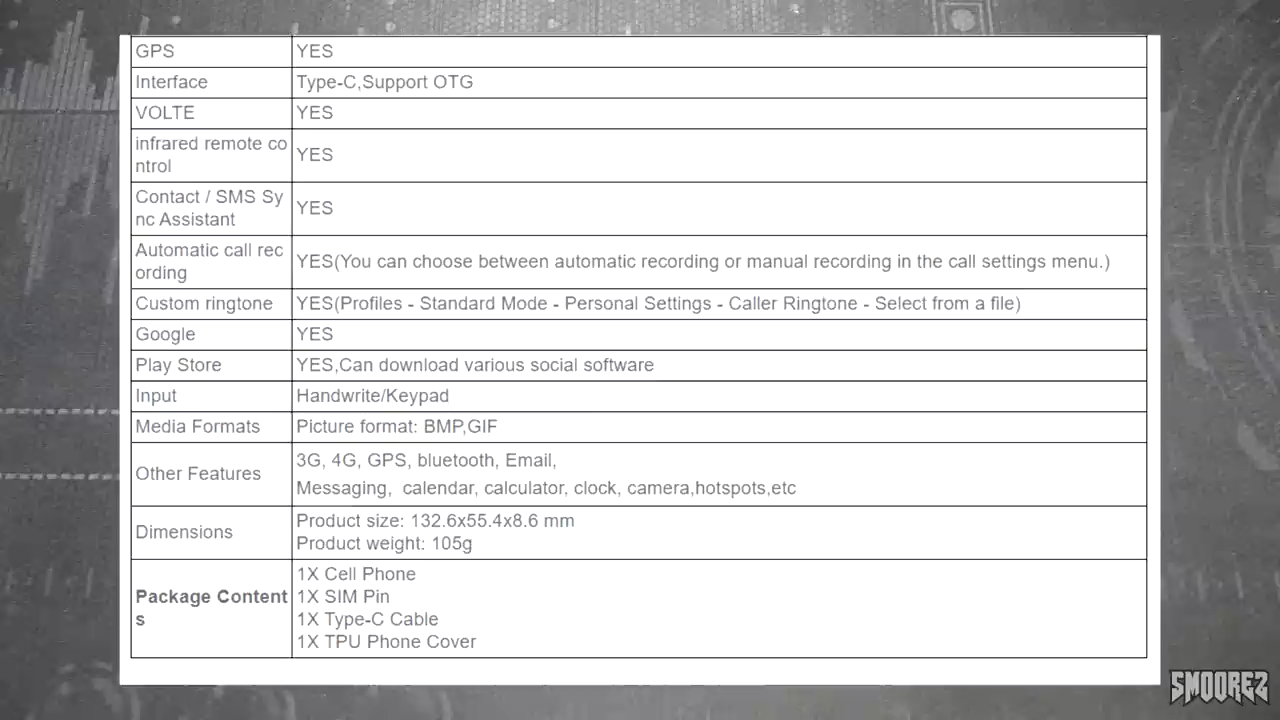 GPS YES
Interface Type-C,Support OTG
VOLTE YES
infrared remote co
ntrol
YES
Contact / SMS Sy
nc Assistant
YES
Automatic call rec
ording
YES(You can choose between automatic recording or manual recording in the call settings menu.)
Custom ringtone YES(Profiles - Standard Mode - Personal Settings - Caller Ringtone - Select from a file)
Google YES
Play Store YES,Can download various social software
Input Handwrite/Keypad
Media Formats Picture format: BMP,GIF
Other Features
3G, 4G, GPS, bluetooth, Email,
Messaging, calendar, calculator, clock, camera,hotspots,etc
Dimensions
Product size: 132.6x55.4x8.6 mm
Product weight: 105g
Package Content
s
1X Cell Phone
1X SIM Pin
1X Type-C Cable
1X TPU Phone Cover
SMOOREZ